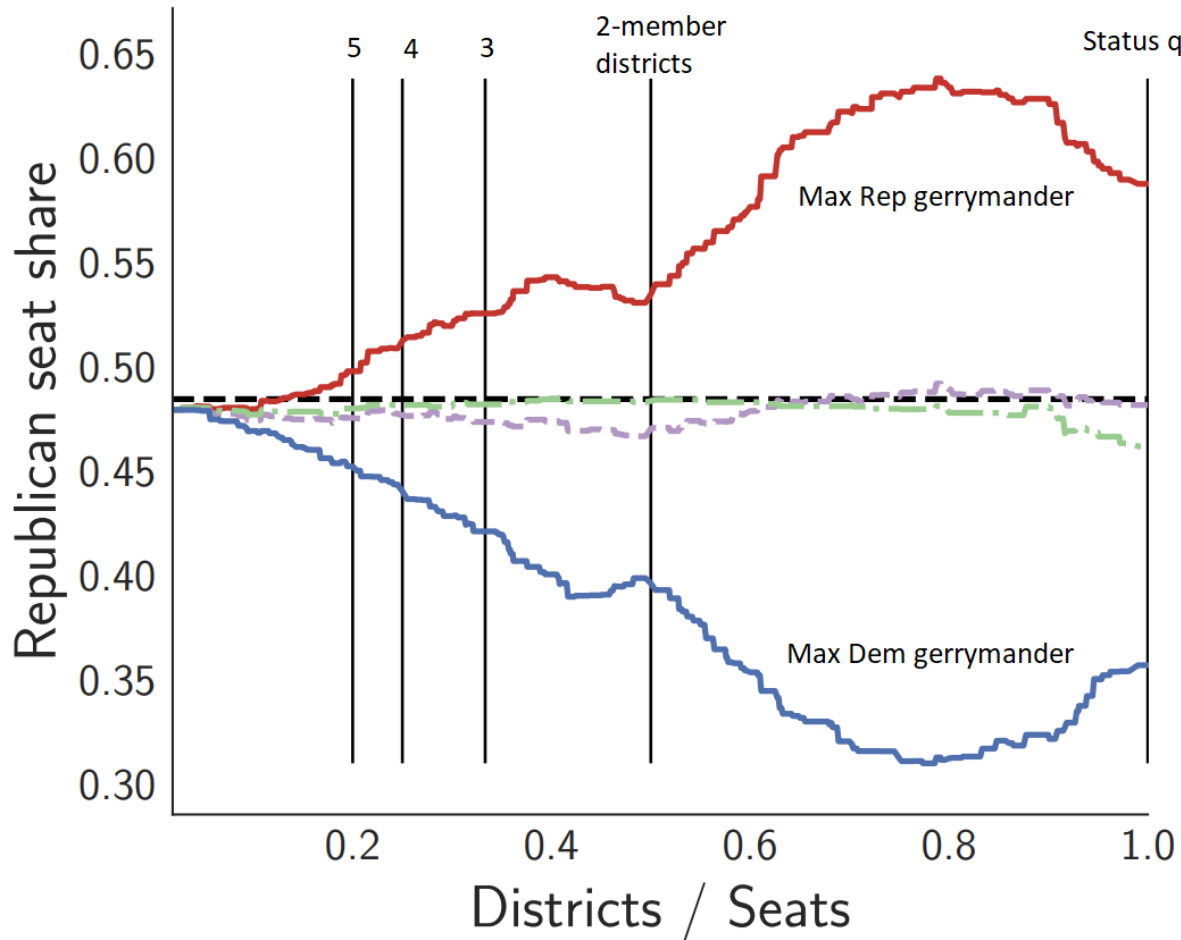 2-member
districts
5
4
3
Status q
0.65
0.60
0.55
0.50
0.45
0.40
0.35
0.30
Republican seat share
Max Rep gerrymander
Max Dem gerrymander
0.2
0.4
0.6
0.8
1.0
Districts / Seats